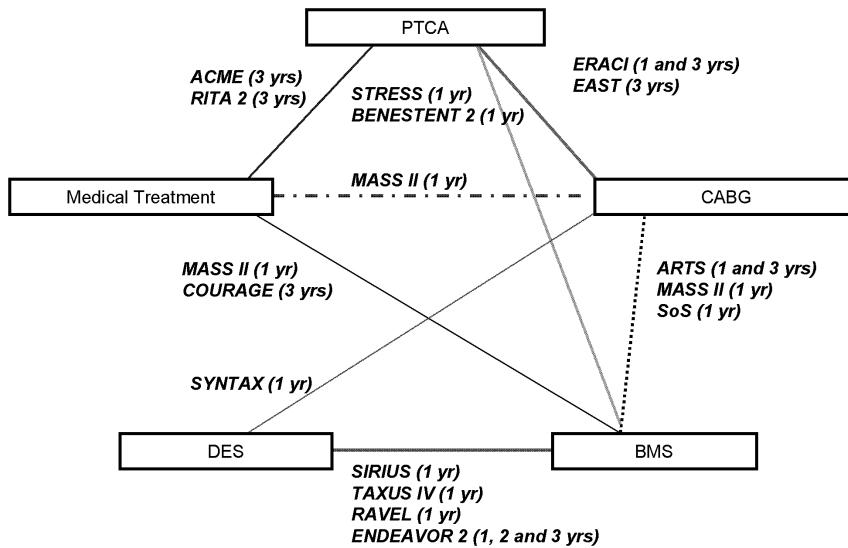 PTCA
ACME (3 yrs)
RITA 2 (3 yrs)
STRESS (1 yr)
BENESTENT 2 (1 yr)
ERACI (1 and 3 yrs)
EAST (3 yrs)
Medical Treatment
MASS II (1 yr)
CABG
MASS II (1 yr)
COURAGE (3 yrs)
ARTS (1 and 3 yrs)
MASS II (1 yr)
SoS (1 yr)
SYNTAX (1 yr)
DES
BMS
SIRIUS (1 yr)
TAXUS IV (1 yr)
RAVEL (1 yr)
ENDEAVOR 2 (1, 2 and 3 yrs)